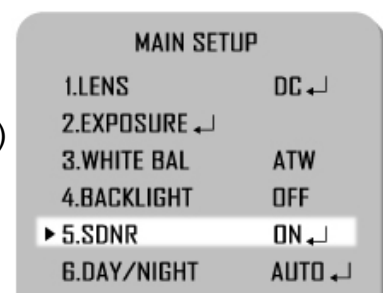 MAIN SETUP
1.LENS DC ↵
2.EXPOSURE ↵
3.WHITE BAL ATW
4.BACKLIGHT OFF
)
▶ 5.SDNR ON ↵
6.DAY/NIGHT AUTO ↵